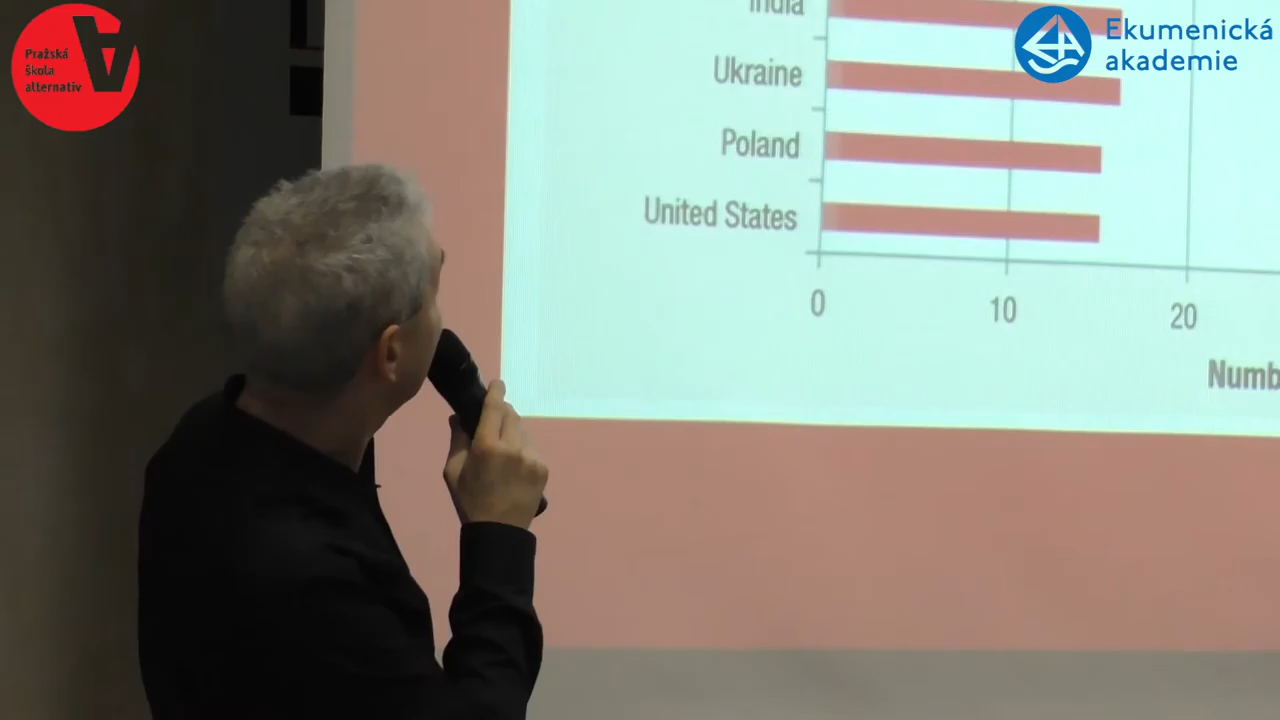 Pražská
škola
alternativ
Ekumenická
akademie
India
Ukraine
Poland
United States
0
10
20